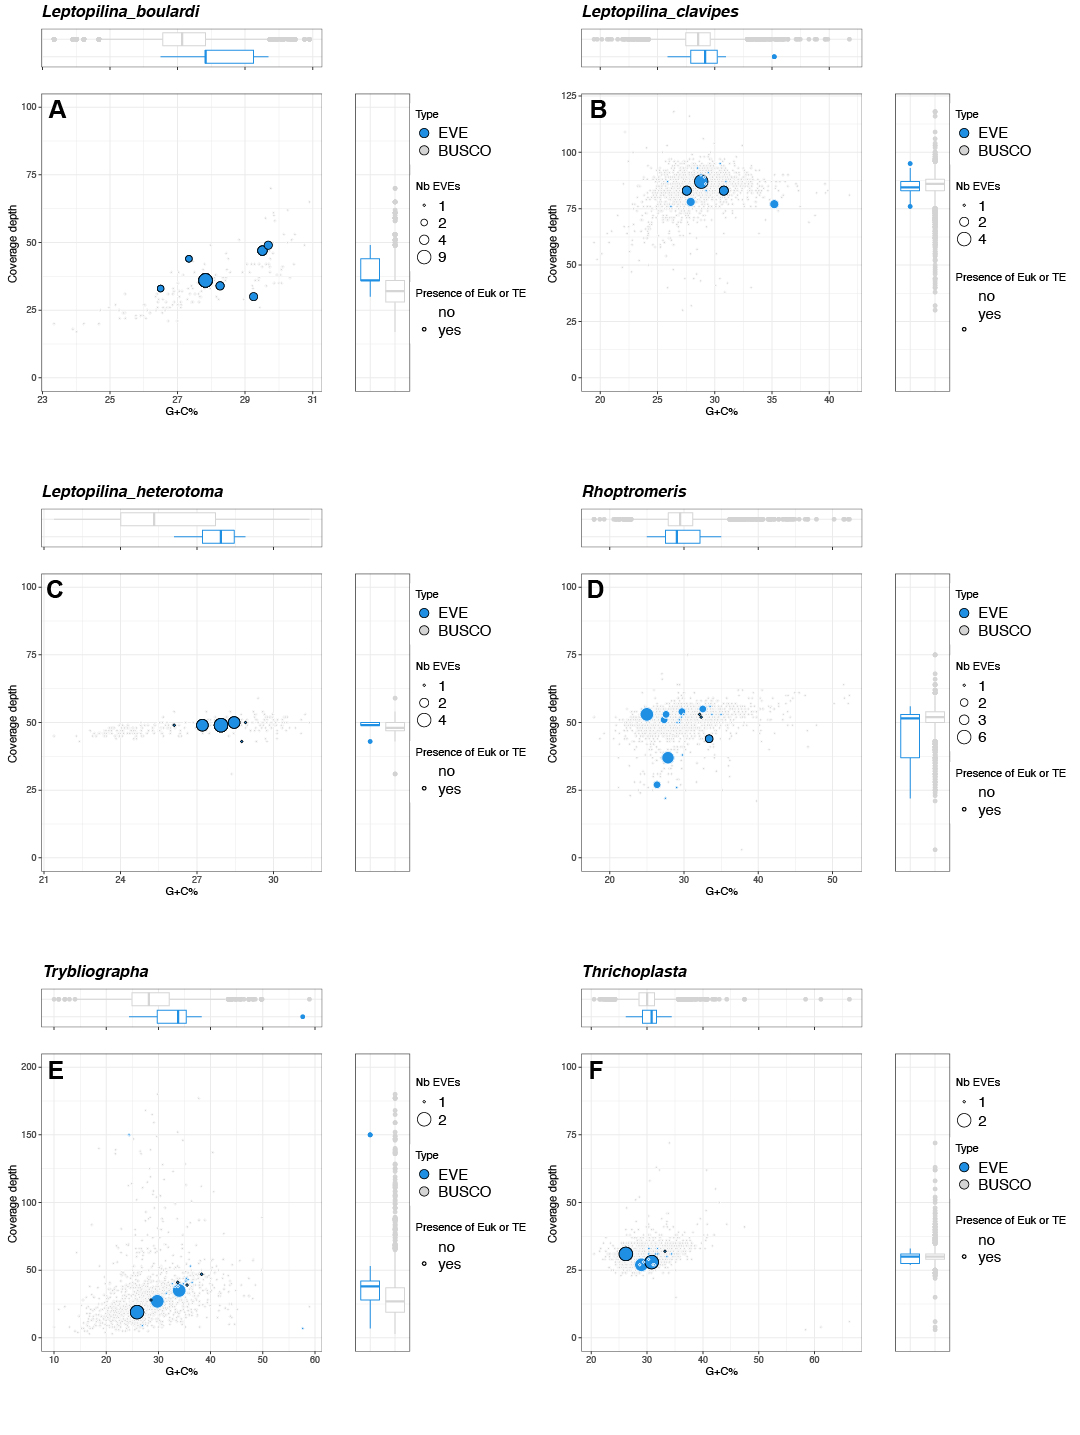 Leptopilina_boulardi
A
100
75
50
25
0
Coverage depth
23 25 27 29 31
G+C%
Type
EVE
BUSCO
Nb EVEs
1
2
4
9
Presence of Euk or TE
no
yes
Leptopilina_clavipes
B
125
100
75
50
25
0
Coverage depth
20 25 30 35 40
G+C%
Type
EVE
BUSCO
Nb EVEs
1
2
4
Presence of Euk or TE
no
yes
Leptopilina_heterotoma
C
100
75
50
25
0
Coverage depth
21 24 27 30
G+C%
Type
EVE
BUSCO
Nb EVEs
1
2
4
Presence of Euk or TE
no
yes
Rhoptromeris
D
100
75
50
25
0
Coverage depth
20 30 40 50
G+C%
Type
EVE
BUSCO
Nb EVEs
1
2
3
6
Presence of Euk or TE
no
yes
Trybliographa
E
200
150
100
50
0
Coverage depth
10 20 30 40 50 60
G+C%
Nb EVEs
1
2
Type
EVE
BUSCO
Presence of Euk or TE
no
yes
Thrichoplasta
F
100
75
50
25
0
Coverage depth
20 30 40 50 60
G+C%
Nb EVEs
1
2
Type
EVE
BUSCO
Presence of Euk or TE
no
yes